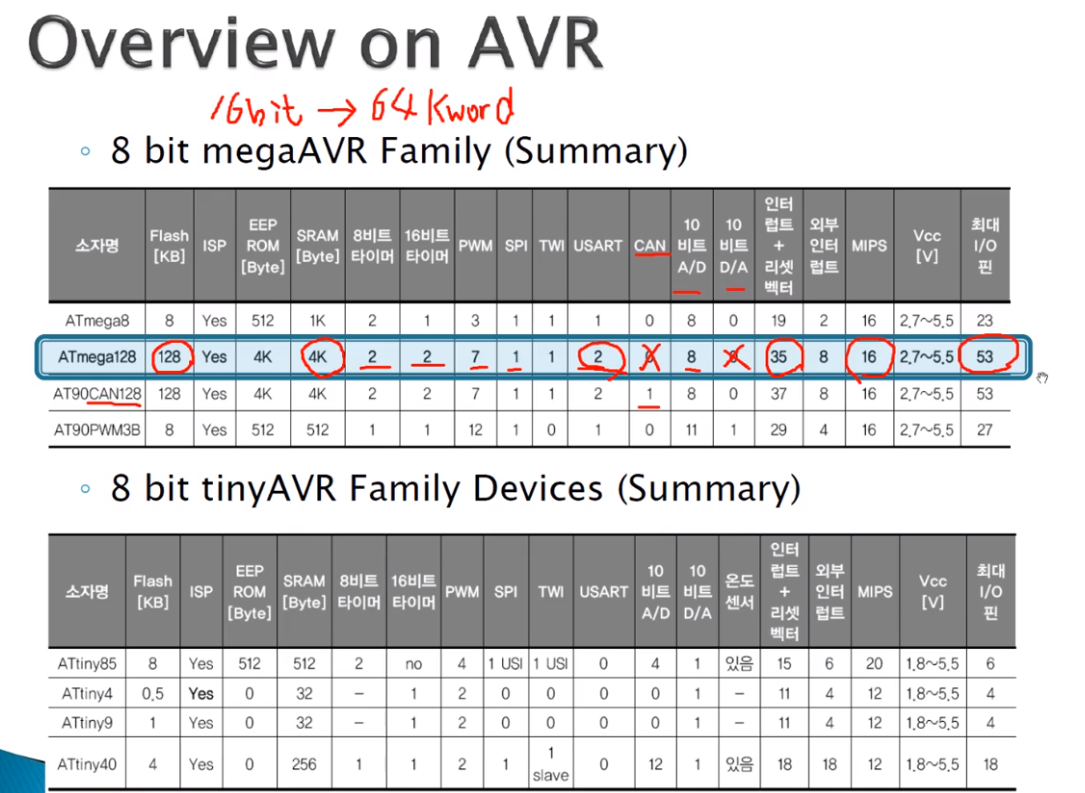 Overview on AVR
16bit → 64Kword
◦ 8 bit megaAVR Family (Summary)
소자명 Flash [KB] ISP EEP ROM [Byte] SRAM [Byte] 8비트 타이머 16비트 타이머 PWM SPI TWI USART CAN 10 비트 A/D 10 비트 D/A 인터럽트 + 리셋 벡터 외부 인터럽트 MIPS Vcc [V] 최대 I/O 핀
ATmega8 8 Yes 512 1K 2 1 3 1 1 1 0 8 0 19 2 16 2.7~5.5 23
ATmega128 128 Yes 4K 4K 2 2 7 1 1 2 0 8 0 35 8 16 2.7~5.5 53
AT90CAN128 128 Yes 4K 4K 2 2 7 1 1 2 1 8 0 37 8 16 2.7~5.5 53
AT90PWM3B 8 Yes 512 512 1 1 12 1 0 1 0 11 1 29 4 16 2.7~5.5 27
◦ 8 bit tinyAVR Family Devices (Summary)
소자명 Flash [KB] ISP EEP ROM [Byte] SRAM [Byte] 8비트 타이머 16비트 타이머 PWM SPI TWI USART 10 비트 A/D 10 비트 D/A 온도 센서 인터럽트 + 리셋 벡터 외부 인터럽트 MIPS Vcc [V] 최대 I/O 핀
ATtiny85 8 Yes 512 512 2 no 4 1 USI 1 USI 0 4 1 있음 15 6 20 1.8~5.5 6
ATtiny4 0.5 Yes 0 32 – 1 2 0 0 0 0 1 – 11 4 12 1.8~5.5 4
ATtiny9 1 Yes 0 32 – 1 2 0 0 0 0 1 – 11 4 12 1.8~5.5 4
ATtiny40 4 Yes 0 256 1 1 2 1 1 slave 0 12 1 있음 18 18 12 1.8~5.5 18